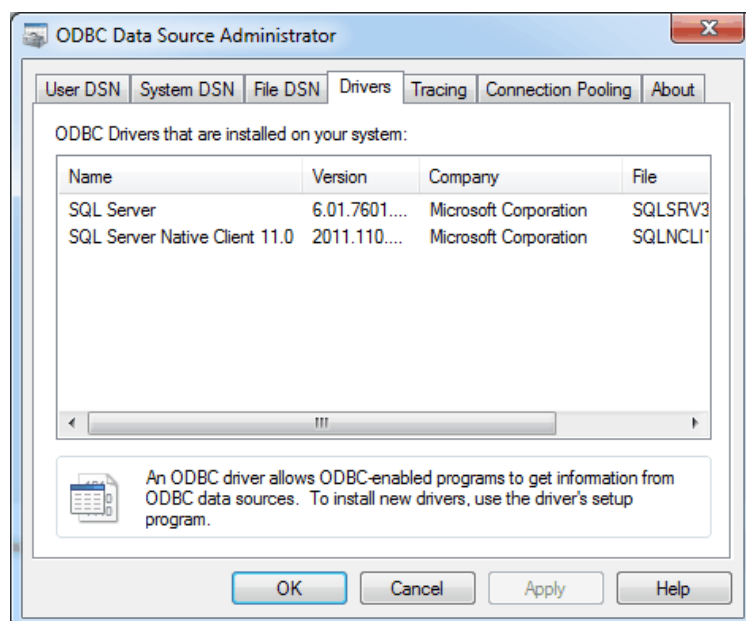 ODBC Data Source Administrator
User DSN System DSN File DSN Drivers Tracing Connection Pooling About
ODBC Drivers that are installed on your system:
Name Version Company File
SQL Server 6.01.7601.... Microsoft Corporation SQLSRV3
SQL Server Native Client 11.0 2011.110.... Microsoft Corporation SQLNCLI1
An ODBC driver allows ODBC-enabled programs to get information from
ODBC data sources. To install new drivers, use the driver's setup
program.
OK Cancel Apply Help